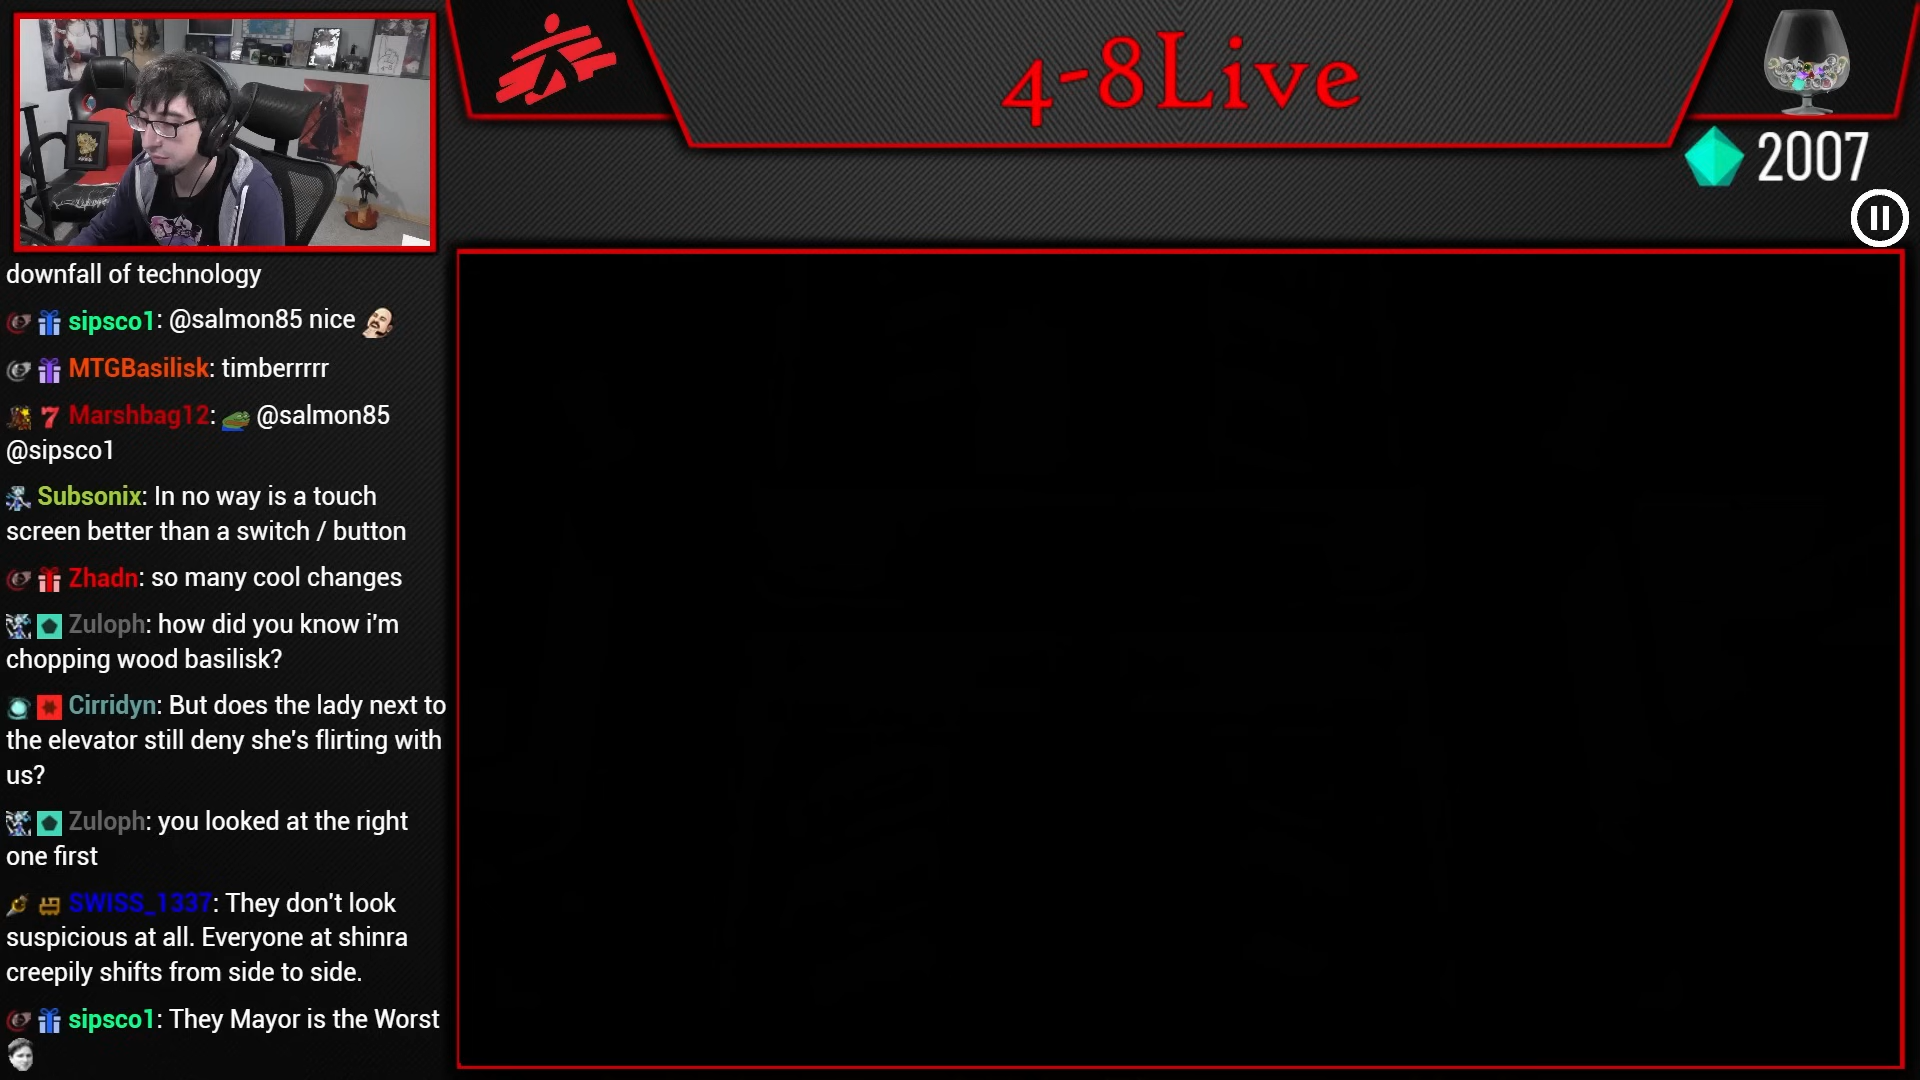 4-8Live
2007
downfall of technology
sipsco1: @salmon85 nice
MTGBasilisk: timberrrrr
7 Marshbag12: @salmon85
@sipsco1
Subsonix: In no way is a touch
screen better than a switch / button
Zhadn: so many cool changes
Zuloph: how did you know i'm
chopping wood basilisk?
Cirridyn: But does the lady next to
the elevator still deny she's flirting with
us?
Zuloph: you looked at the right
one first
SWISS_1337: They don't look
suspicious at all. Everyone at shinra
creepily shifts from side to side.
sipsco1: They Mayor is the Worst